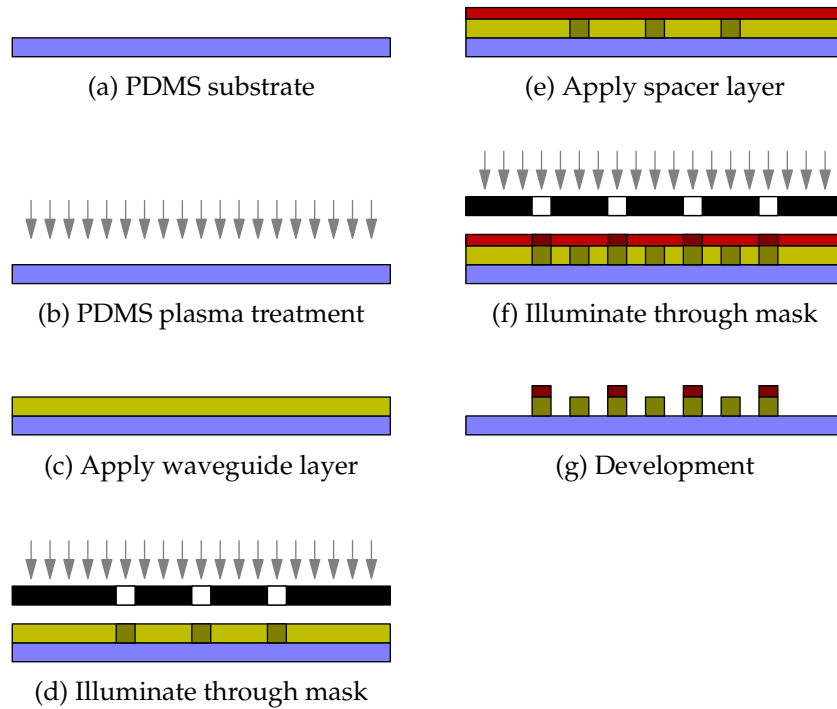 (a) PDMS substrate
(b) PDMS plasma treatment
(c) Apply waveguide layer
(d) Illuminate through mask
(e) Apply spacer layer
(f) Illuminate through mask
(g) Development